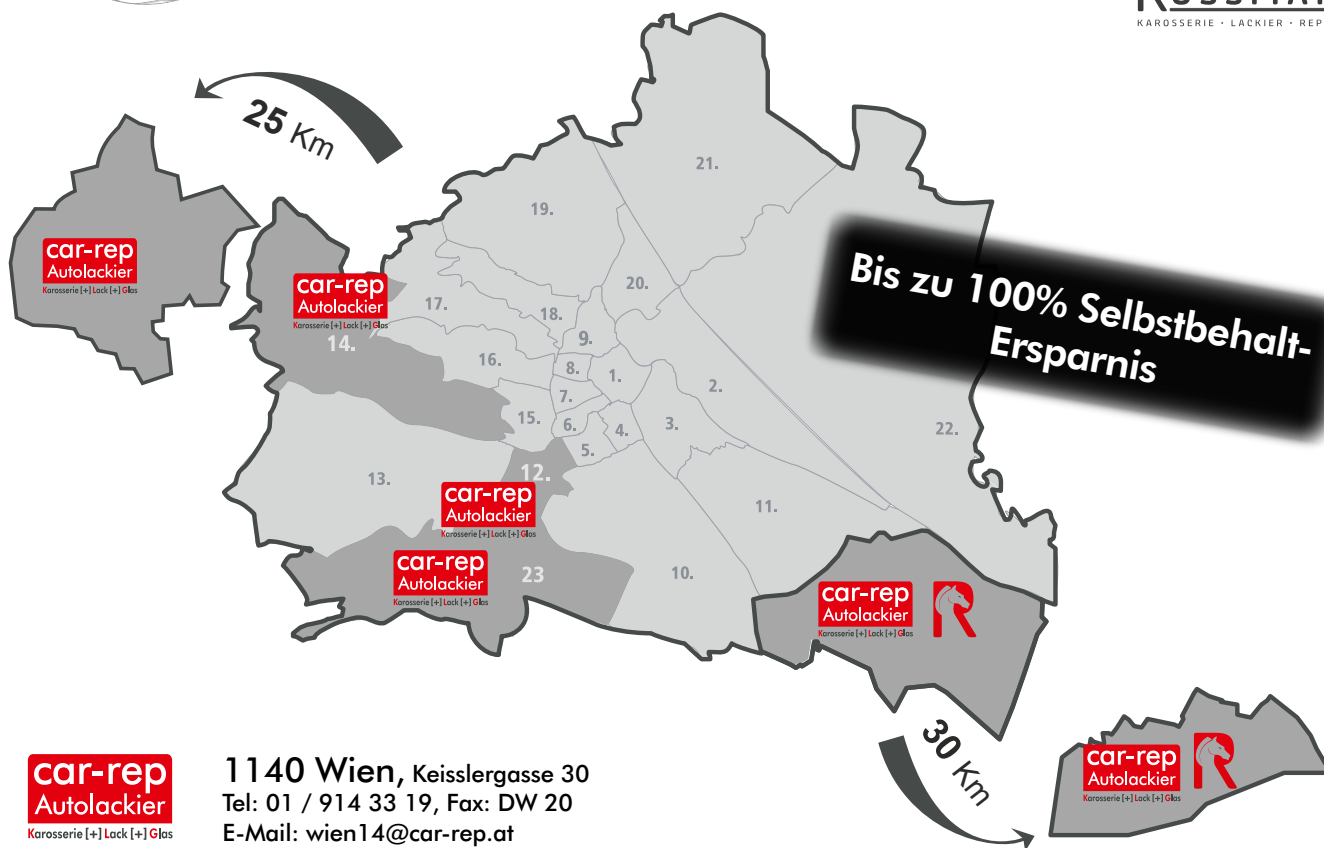 KAROSSERIE · LACKIER · REP
25 Km
21.
19.
car-rep
Autolackier
Karosserie [+] Lack [+] Glas
car-rep
Autolackier
Karosserie [+] Lack [+] Glas
14.
17.
18.
20.
9.
16.
8.
1.
7.
2.
15.
6.
4.
3.
5.
22.
Bis zu 100% Selbstbehalt-
Ersparnis
13.
12.
car-rep
Autolackier
Karosserie [+] Lack [+] Glas
11.
car-rep
Autolackier
Karosserie [+] Lack [+] Glas
23
10.
car-rep
Autolackier
Karosserie [+] Lack [+] Glas
R
30 Km
car-rep
Autolackier
Karosserie [+] Lack [+] Glas
R
car-rep
Autolackier
Karosserie [+] Lack [+] Glas
1140 Wien, Keisslergasse 30
Tel: 01 / 914 33 19, Fax: DW 20
E-Mail: wien14@car-rep.at